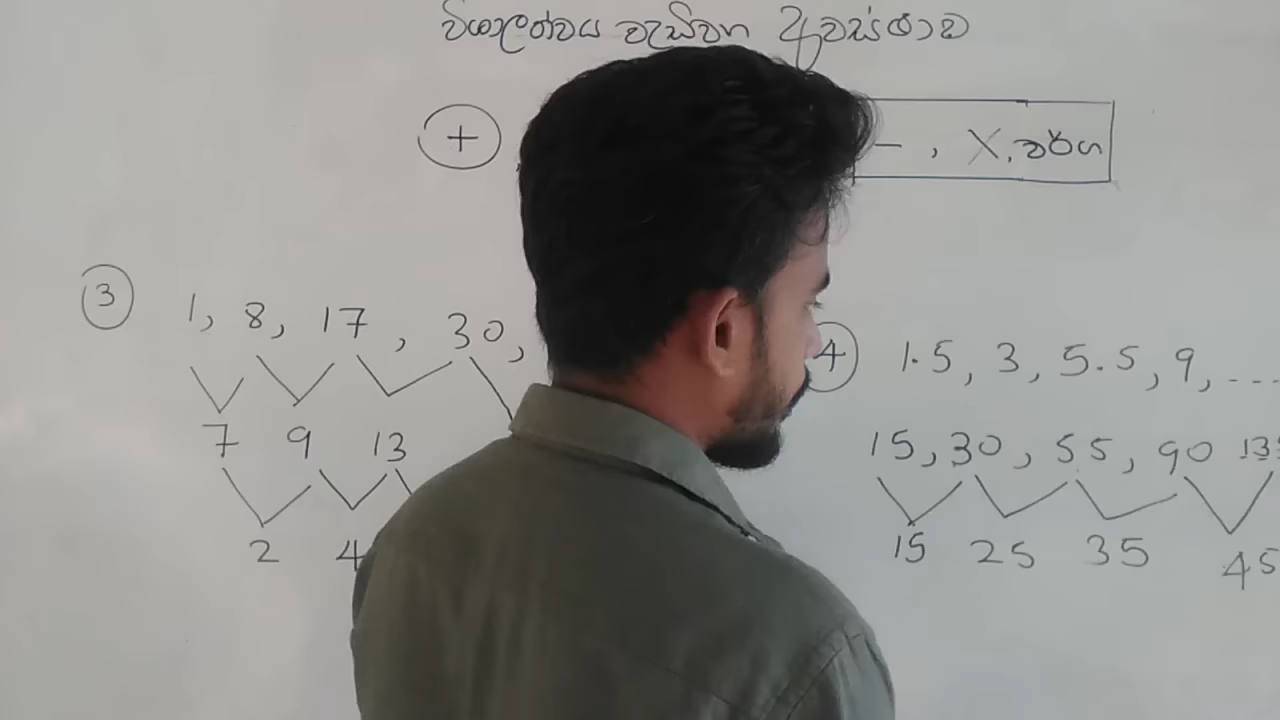 විශාලත්වය වැඩිවන අවස්ථාව
+
- , X, වර්ග
3 1, 8, 17, 30,
7 9 13
2 4
4 1.5, 3, 5.5, 9, ---
15, 30, 55, 90 135
15 25 35 45